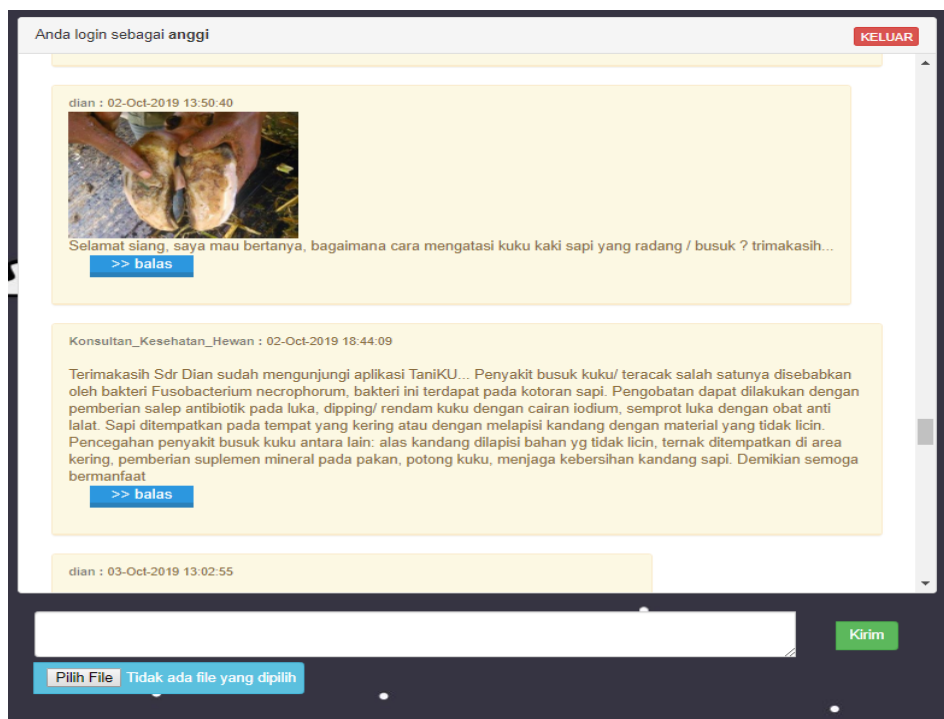 Anda login sebagai anggi
KELUAR
dian : 02-Oct-2019 13:50:40
Selamat siang, saya mau bertanya, bagaimana cara mengatasi kuku kaki sapi yang radang / busuk ? trimakasih...
>> balas
Konsultan_Kesehatan_Hewan : 02-Oct-2019 18:44:09
Terimakasih Sdr Dian sudah mengunjungi aplikasi TaniKU... Penyakit busuk kuku/ teracak salah satunya disebabkan
oleh bakteri Fusobacterium necrophorum, bakteri ini terdapat pada kotoran sapi. Pengobatan dapat dilakukan dengan
pemberian salep antibiotik pada luka, dipping/ rendam kuku dengan cairan iodium, semprot luka dengan obat anti
lalat. Sapi ditempatkan pada tempat yang kering atau dengan melapisi kandang dengan material yang tidak licin.
Pencegahan penyakit busuk kuku antara lain: alas kandang dilapisi bahan yg tidak licin, ternak ditempatkan di area
kering, pemberian suplemen mineral pada pakan, potong kuku, menjaga kebersihan kandang sapi. Demikian semoga
bermanfaat
>> balas
dian : 03-Oct-2019 13:02:55
Kirim
Pilih File Tidak ada file yang dipilih